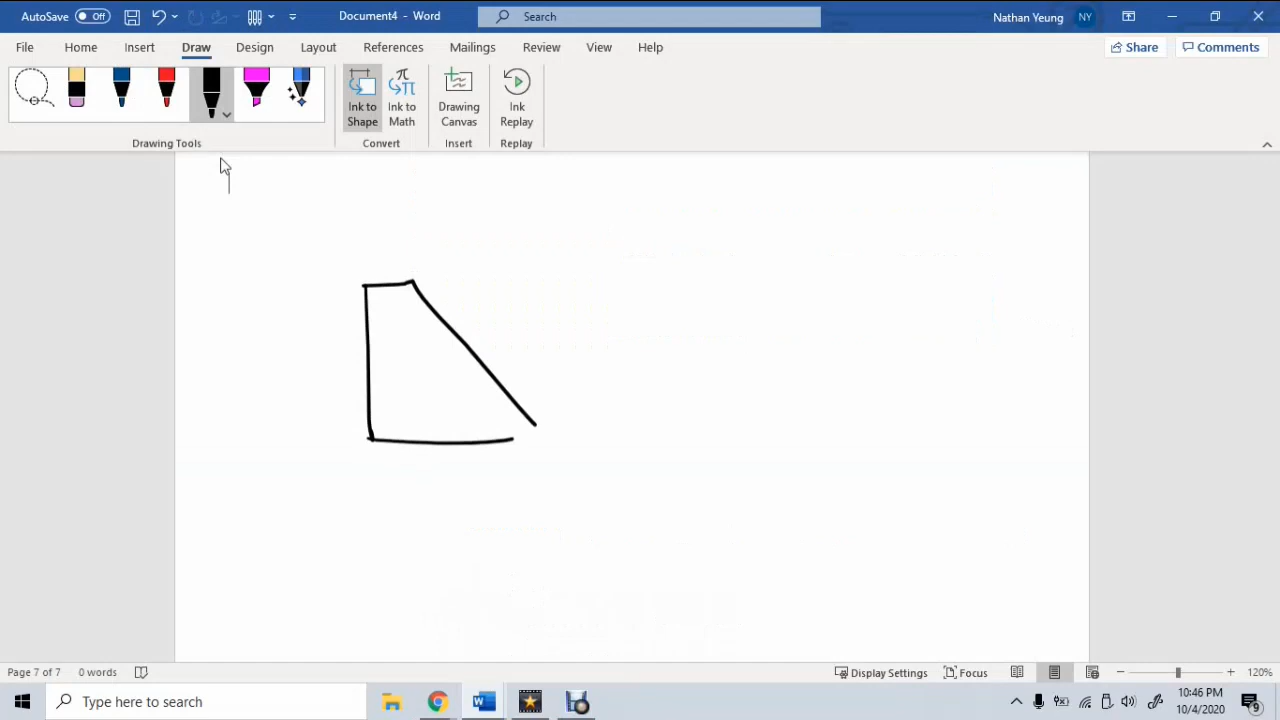 AutoSave Off Document4 - Word Search Nathan Yeung NY
File Home Insert Draw Design Layout References Mailings Review View Help Share Comments
Ink to Shape
Ink to Math
Drawing Canvas
Ink Replay
Drawing Tools Convert Insert Replay
Page 7 of 7 0 words Display Settings Focus 120%
Type here to search
10:46 PM
10/4/2020
9